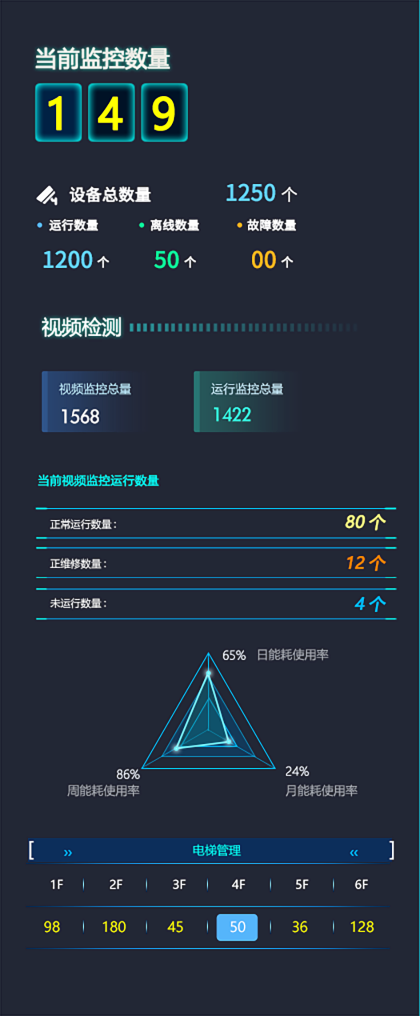 当前监控数量
149
设备总数量 1250 个
运行数量 离线数量 故障数量
1200 个 50 个 00 个
视频检测
视频监控总量 运行监控总量
1568 1422
当前视频监控运行数量
正常运行数量: 80 个
正维修数量: 12 个
未运行数量: 4 个
65% 日能耗使用率
86% 24%
周能耗使用率 月能耗使用率
[ » 电梯管理 « ]
1F 2F 3F 4F 5F 6F
98 180 45 50 36 128